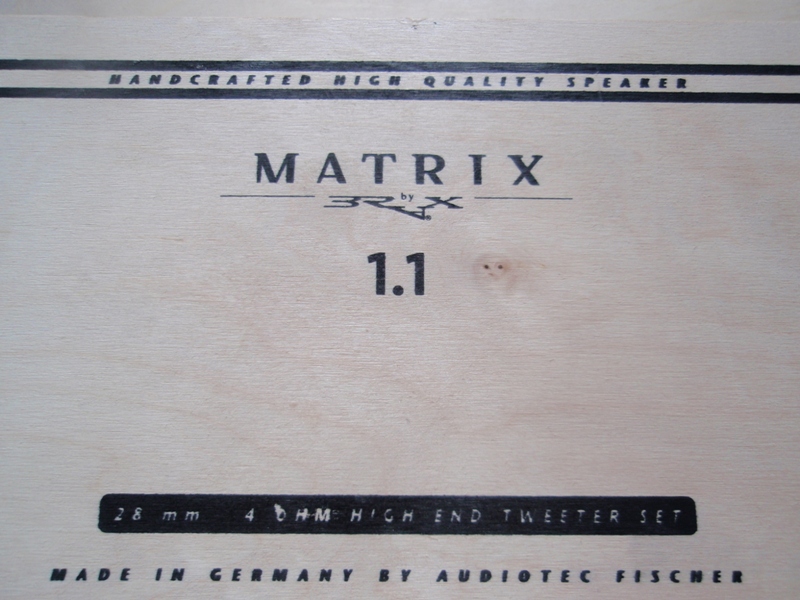 HANDCRAFTED HIGH QUALITY SPEAKER
MATRIX
by
BRAX
1.1
28 mm 4 OHM HIGH END TWEETER SET
MADE IN GERMANY BY AUDIOTEC FISCHER